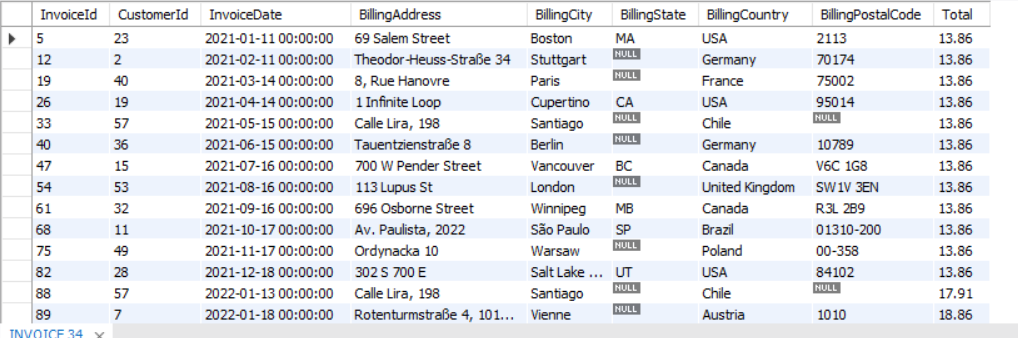 InvoiceId CustomerId InvoiceDate BillingAddress BillingCity BillingState BillingCountry BillingPostalCode Total
5 23 2021-01-11 00:00:00 69 Salem Street Boston MA USA 2113 13.86
12 2 2021-02-11 00:00:00 Theodor-Heuss-Straße 34 Stuttgart NULL Germany 70174 13.86
19 40 2021-03-14 00:00:00 8, Rue Hanovre Paris NULL France 75002 13.86
26 19 2021-04-14 00:00:00 1 Infinite Loop Cupertino CA USA 95014 13.86
33 57 2021-05-15 00:00:00 Calle Lira, 198 Santiago NULL Chile NULL 13.86
40 36 2021-06-15 00:00:00 Tauentzienstraße 8 Berlin NULL Germany 10789 13.86
47 15 2021-07-16 00:00:00 700 W Pender Street Vancouver BC Canada V6C 1G8 13.86
54 53 2021-08-16 00:00:00 113 Lupus St London NULL United Kingdom SW1V 3EN 13.86
61 32 2021-09-16 00:00:00 696 Osborne Street Winnipeg MB Canada R3L 2B9 13.86
68 11 2021-10-17 00:00:00 Av. Paulista, 2022 São Paulo SP Brazil 01310-200 13.86
75 49 2021-11-17 00:00:00 Ordynacka 10 Warsaw NULL Poland 00-358 13.86
82 28 2021-12-18 00:00:00 302 S 700 E Salt Lake ... UT USA 84102 13.86
88 57 2022-01-13 00:00:00 Calle Lira, 198 Santiago NULL Chile NULL 17.91
89 7 2022-01-18 00:00:00 Rotenturmstraße 4, 101... Vienne NULL Austria 1010 18.86
INVOICE 34